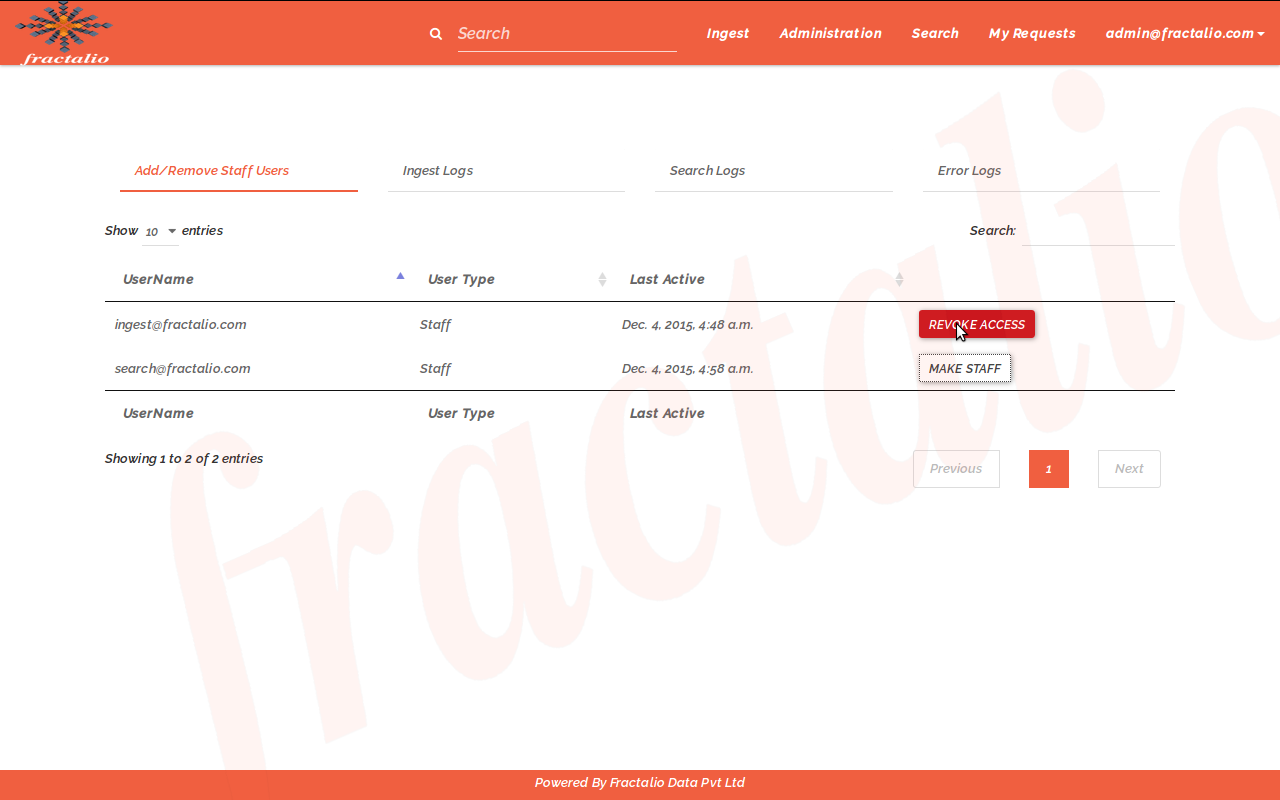 fractalio
Search Ingest Administration Search My Requests admin@fractalio.com
Add/Remove Staff Users Ingest Logs Search Logs Error Logs
Show 10 entries Search:
UserName User Type Last Active
ingest@fractalio.com Staff Dec. 4, 2015, 4:48 a.m. REVOKE ACCESS
search@fractalio.com Staff Dec. 4, 2015, 4:58 a.m. MAKE STAFF
UserName User Type Last Active
Showing 1 to 2 of 2 entries Previous 1 Next
fractalio
Powered By Fractalio Data Pvt Ltd